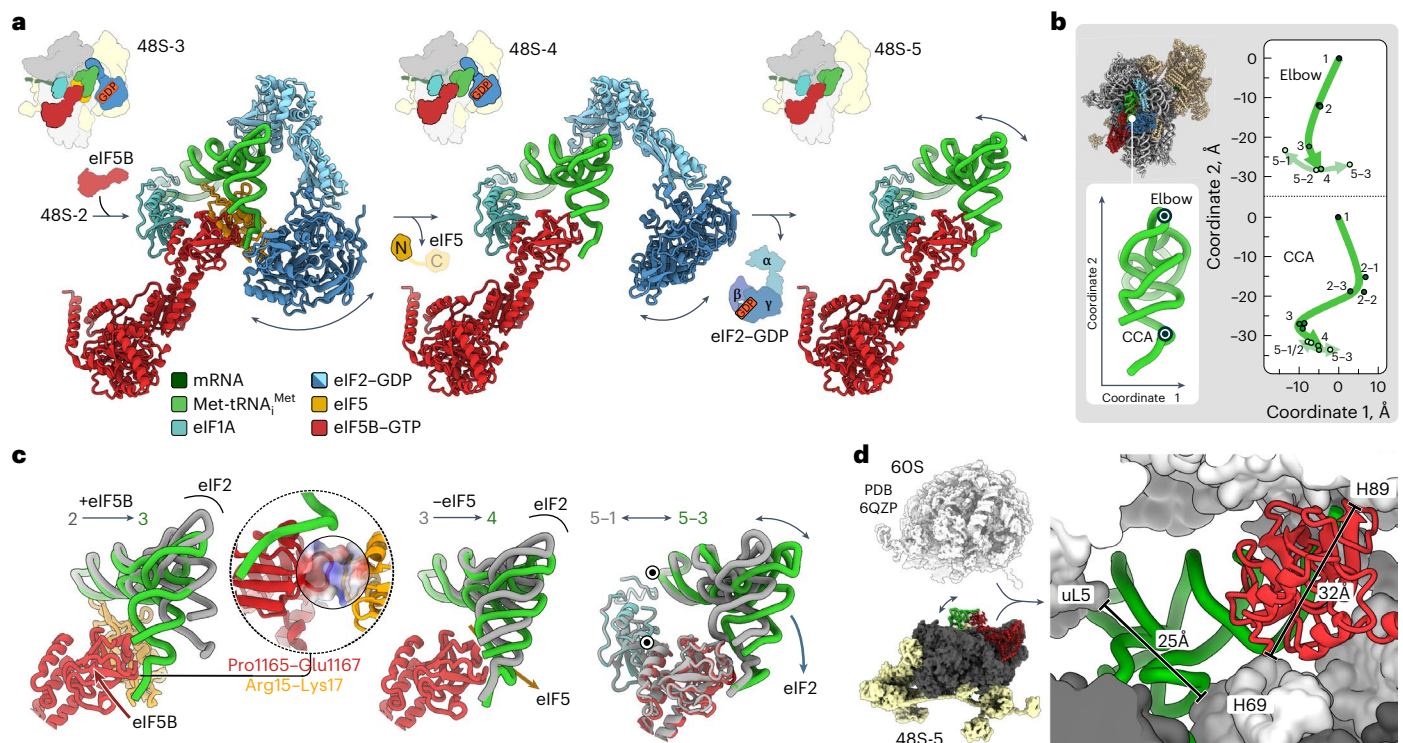 a
48S-3
GDP
eIF5B
48S-2
48S-4
GDP
N
eIF5
C
48S-5
α
β
γ
GDP
eIF2–GDP
mRNA
Met-tRNAiMet
eIF1A
eIF2–GDP
eIF5
eIF5B–GTP
b
Elbow
CCA
Coordinate 2
Coordinate 1
Coordinate 2, Å
0
–10
–20
–30
0
–10
–20
–30
Elbow
1
2
3
5–1
5–2
4
5–3
CCA
1
2–1
2–3
2–2
3
4
5–1/2
5–3
–10
0
10
Coordinate 1, Å
c
+eIF5B
2
3
eIF2
Pro1165–Glu1167
Arg15–Lys17
eIF5B
–eIF5
3
4
eIF2
eIF5
5–1
5–3
eIF2
d
60S
PDB
6QZP
48S-5
H89
uL5
32Å
25Å
H69